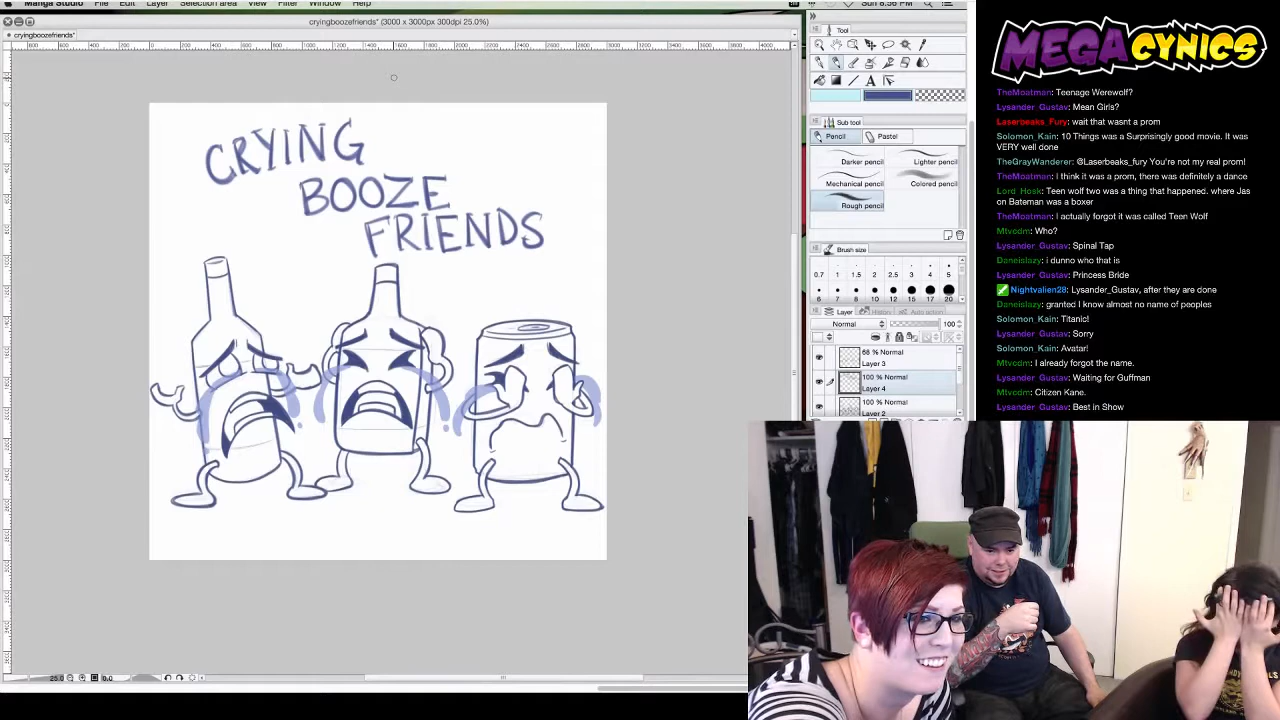 Manga Studio File Edit Layer Selection area View Filter Window Help
Sun 8:56 PM
cryingboozefriends* (3000 x 3000px 300dpi 25.0%)
cryingboozefriends*
CRYING
BOOZE
FRIENDS
Tool
Sub tool
Pencil Pastel
Darker pencil Lighter pencil
Mechanical pencil Colored pencil
Rough pencil
Brush size
0.7 1 1.5 2 2.5 3 4 5
6 7 8 10 12 15 17 20
Layer History Auto action
Normal 100
68 % Normal
Layer 3
100 % Normal
Layer 4
100 % Normal
Layer 2
MEGACYNICS
TheMoatman: Teenage Werewolf?
Lysander_Gustav: Mean Girls?
Laserbeaks_Fury: wait that wasnt a prom
Solomon_Kain: 10 Things was a Surprisingly good movie. It was
VERY well done
TheGrayWanderer: @Laserbeaks_fury You're not my real prom!
TheMoatman: I think it was a prom, there was definitely a dance
Lord_Hosk: Teen wolf two was a thing that happened. where Jas
on Bateman was a boxer
TheMoatman: I actually forgot it was called Teen Wolf
Mtvcdm: Who?
Lysander_Gustav: Spinal Tap
Daneislazy: i dunno who that is
Lysander_Gustav: Princess Bride
Nightvalien28: Lysander_Gustav, after they are done
Daneislazy: granted I know almost no name of peoples
Solomon_Kain: Titanic!
Lysander_Gustav: Sorry
Solomon_Kain: Avatar!
Mtvcdm: I already forgot the name.
Lysander_Gustav: Waiting for Guffman
Mtvcdm: Citizen Kane.
Lysander_Gustav: Best in Show